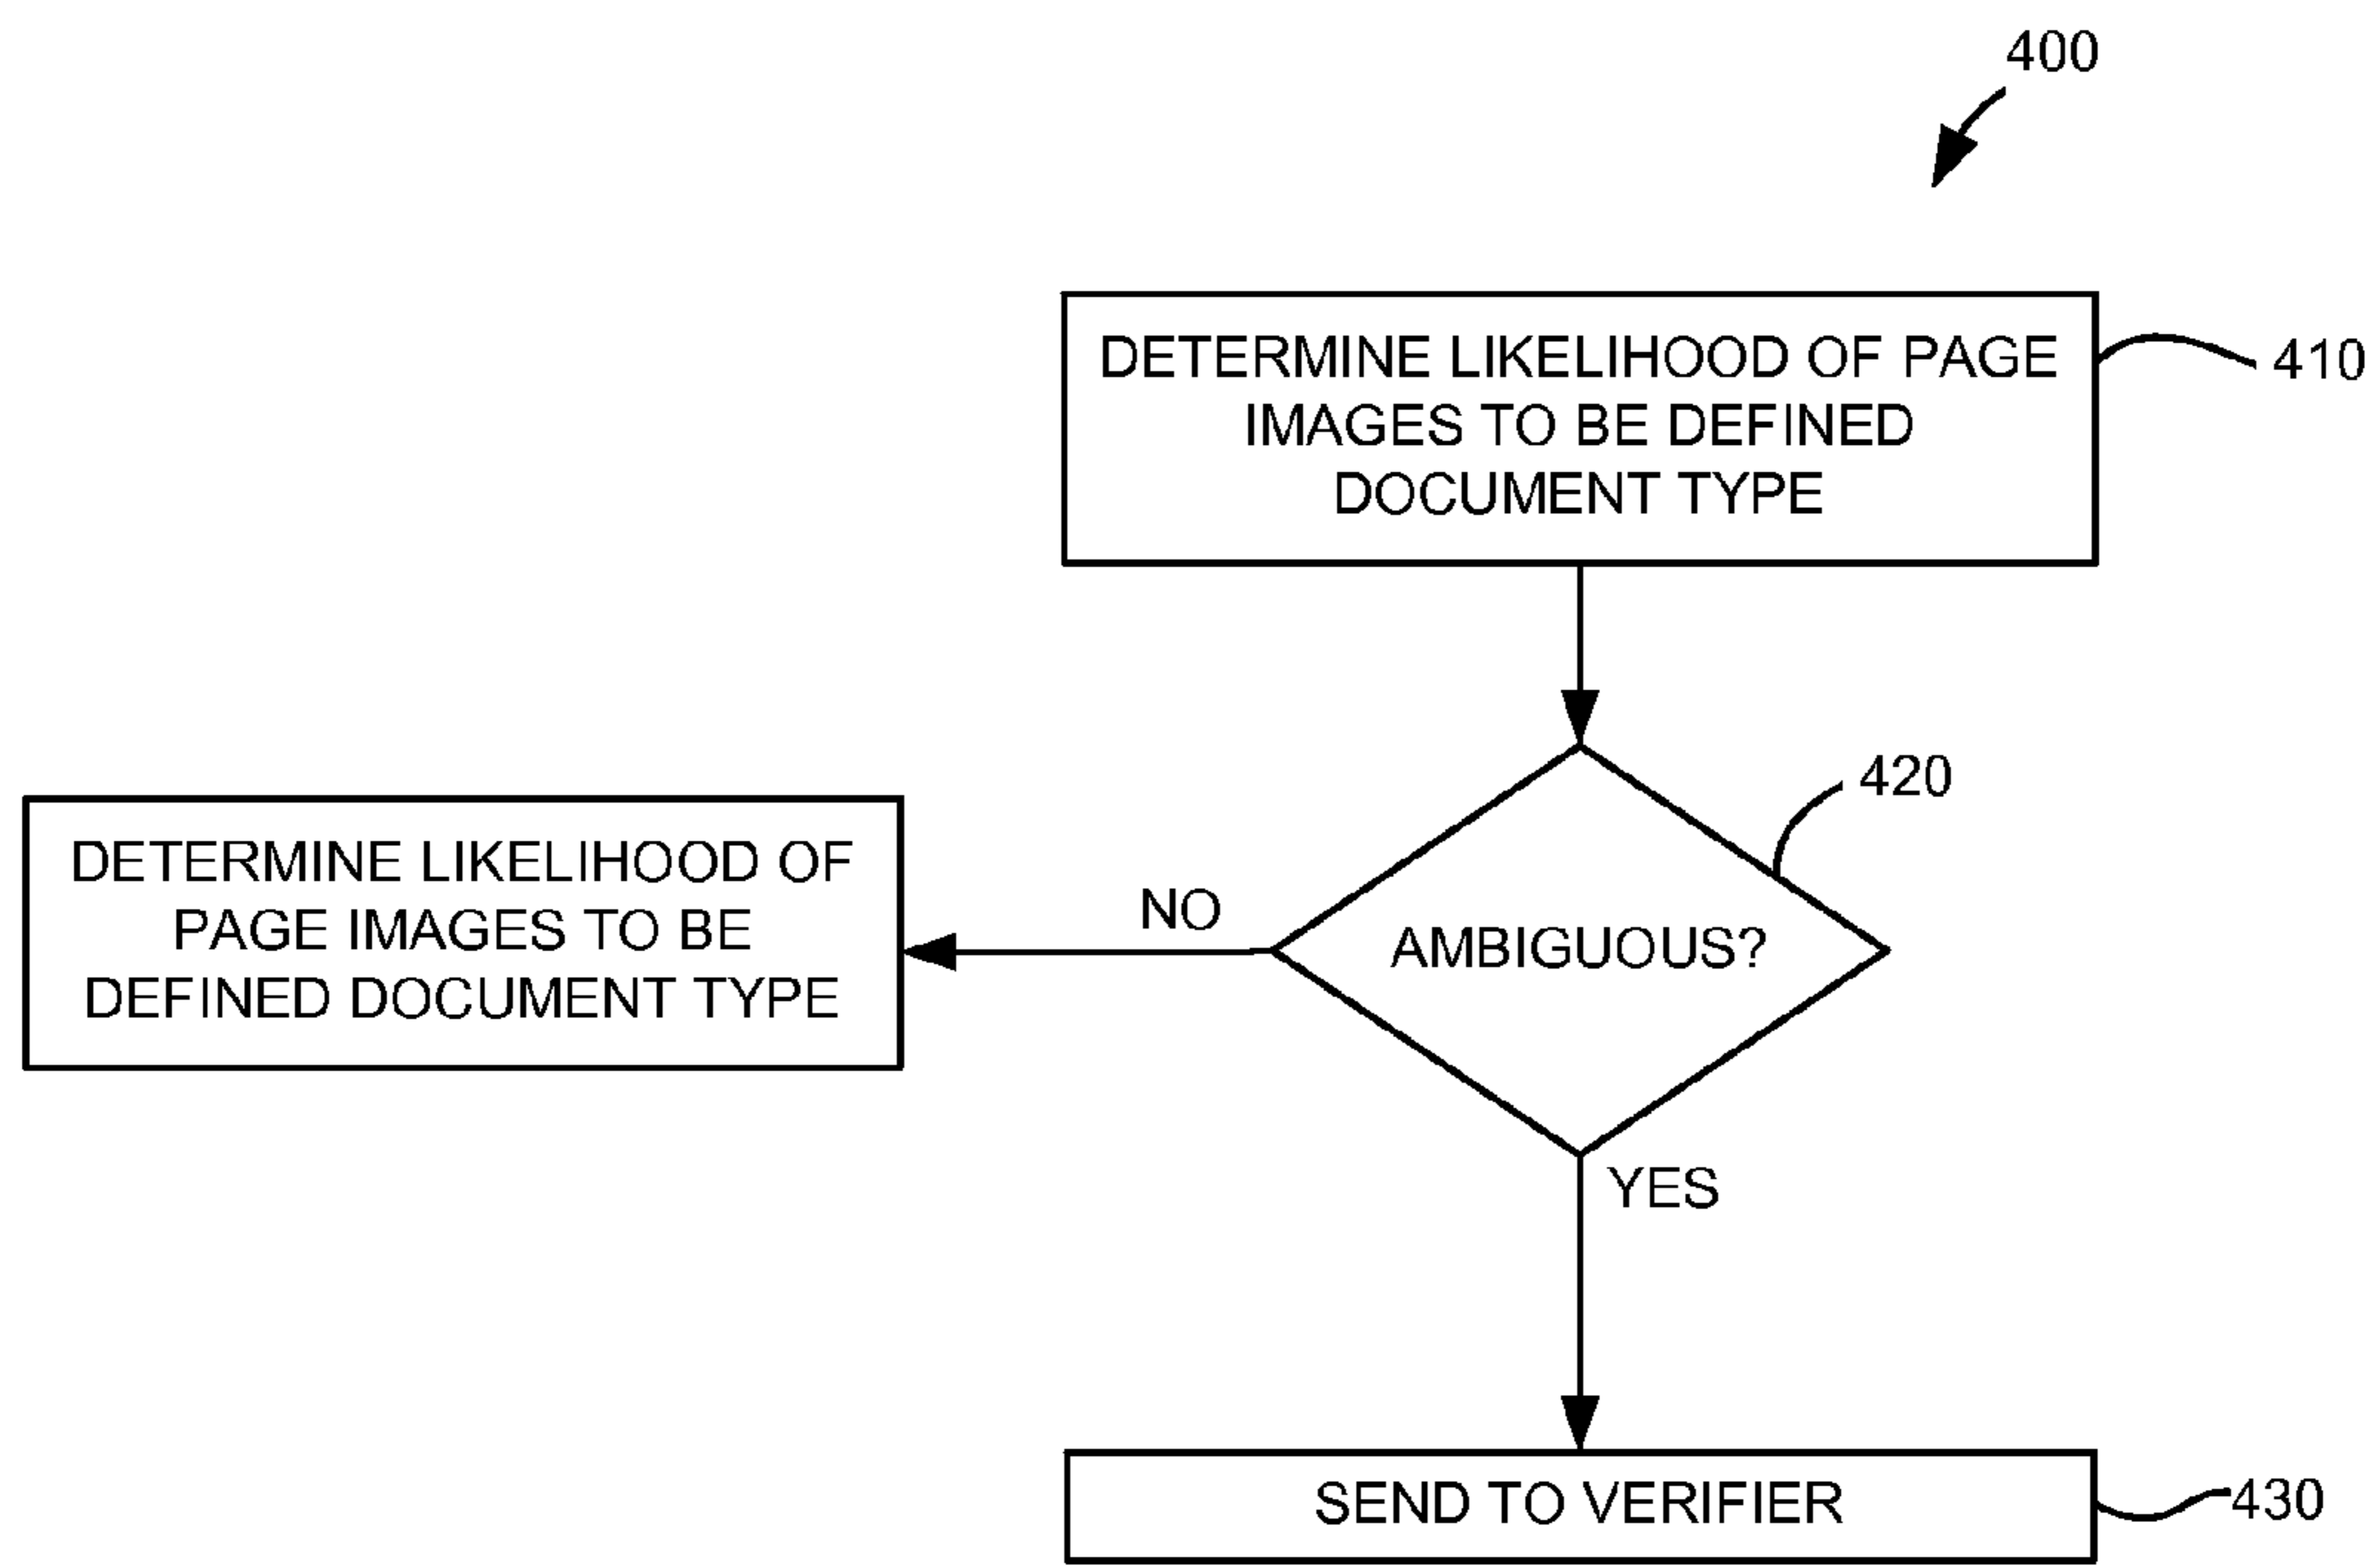 400
DETERMINE LIKELIHOOD OF PAGE
IMAGES TO BE DEFINED
DOCUMENT TYPE
410
420
AMBIGUOUS?
NO
DETERMINE LIKELIHOOD OF
PAGE IMAGES TO BE
DEFINED DOCUMENT TYPE
YES
SEND TO VERIFIER
430